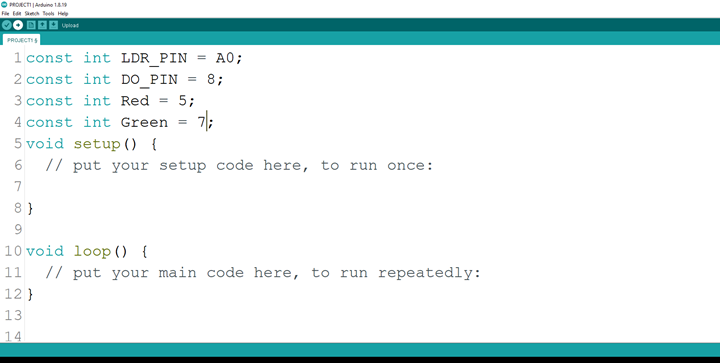 PROJECT1 | Arduino 1.8.19
File Edit Sketch Tools Help
Upload
PROJECT1 §
1 const int LDR_PIN = A0;
2 const int DO_PIN = 8;
3 const int Red = 5;
4 const int Green = 7;
5 void setup() {
6 // put your setup code here, to run once:
7
8 }
9
10 void loop() {
11 // put your main code here, to run repeatedly:
12 }
13
14